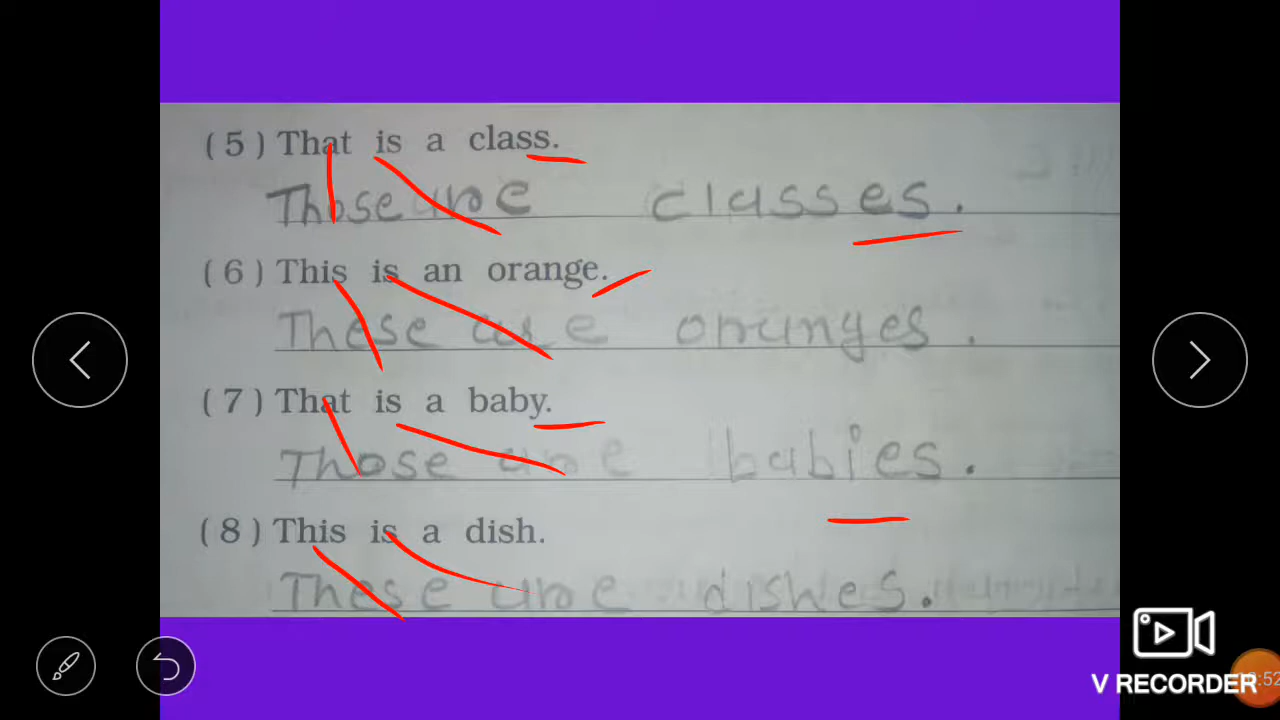 (5) That is a class.
Those are classes.
(6) This is an orange.
These are oranges.
(7) That is a baby.
Those are babies.
(8) This is a dish.
These are dishes.
V RECORDER
:52